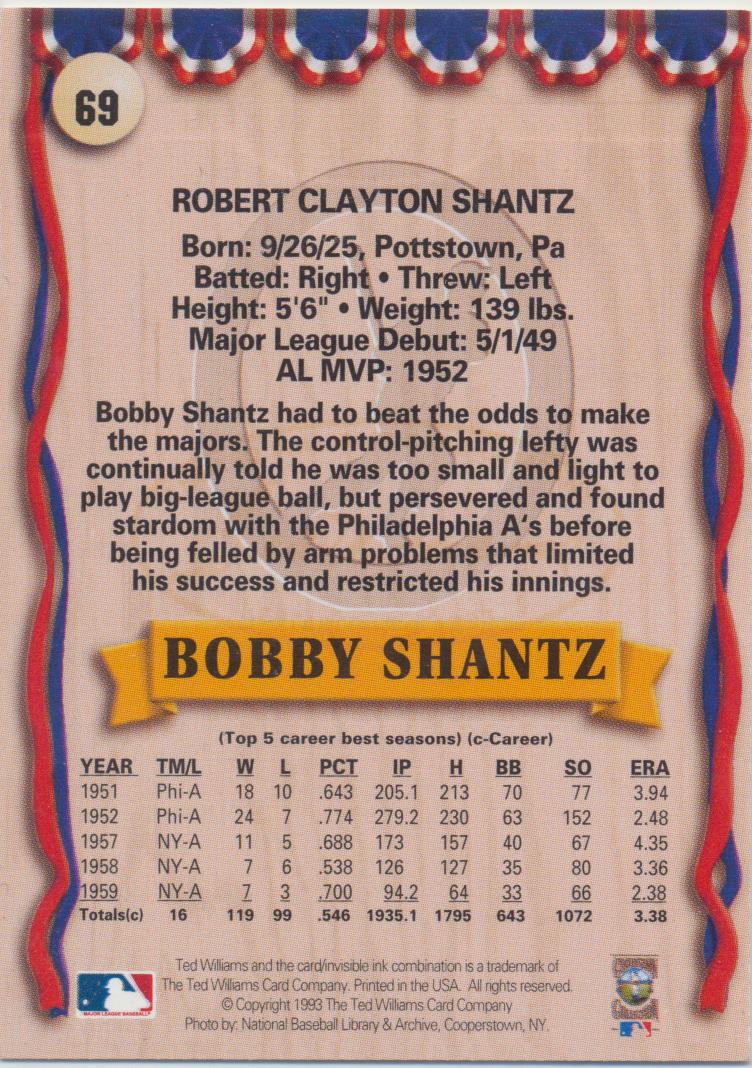 69
ROBERT CLAYTON SHANTZ
Born: 9/26/25, Pottstown, Pa
Batted: Right • Threw: Left
Height: 5'6" • Weight: 139 lbs.
Major League Debut: 5/1/49
AL MVP: 1952
Bobby Shantz had to beat the odds to make
the majors. The control-pitching lefty was
continually told he was too small and light to
play big-league ball, but persevered and found
stardom with the Philadelphia A's before
being felled by arm problems that limited
his success and restricted his innings.
BOBBY SHANTZ
(Top 5 career best seasons) (c-Career)
YEAR TM/L W L PCT IP H BB SO ERA
1951 Phi-A 18 10 .643 205.1 213 70 77 3.94
1952 Phi-A 24 7 .774 279.2 230 63 152 2.48
1957 NY-A 11 5 .688 173 157 40 67 4.35
1958 NY-A 7 6 .538 126 127 35 80 3.36
1959 NY-A 7 3 .700 94.2 64 33 66 2.38
Totals(c) 16 119 99 .546 1935.1 1795 643 1072 3.38
Ted Williams and the card/invisible ink combination is a trademark of
The Ted Williams Card Company. Printed in the USA. All rights reserved.
© Copyright 1993 The Ted Williams Card Company
Photo by: National Baseball Library & Archive, Cooperstown, NY.
MAJOR LEAGUE BASEBALL